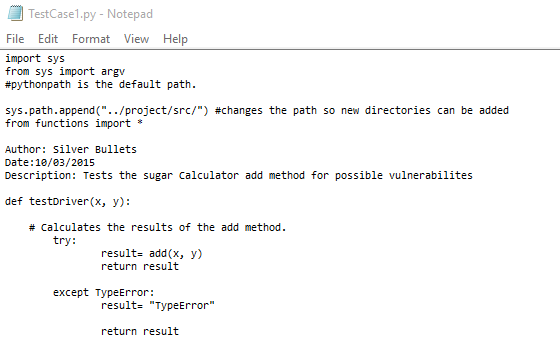 TestCase1.py - Notepad
File Edit Format View Help
import sys
from sys import argv
#pythonpath is the default path.
sys.path.append("../project/src/") #changes the path so new directories can be added
from functions import *
Author: Silver Bullets
Date:10/03/2015
Description: Tests the sugar Calculator add method for possible vulnerabilites
def testDriver(x, y):
# Calculates the results of the add method.
try:
result= add(x, y)
return result
except TypeError:
result= "TypeError"
return result